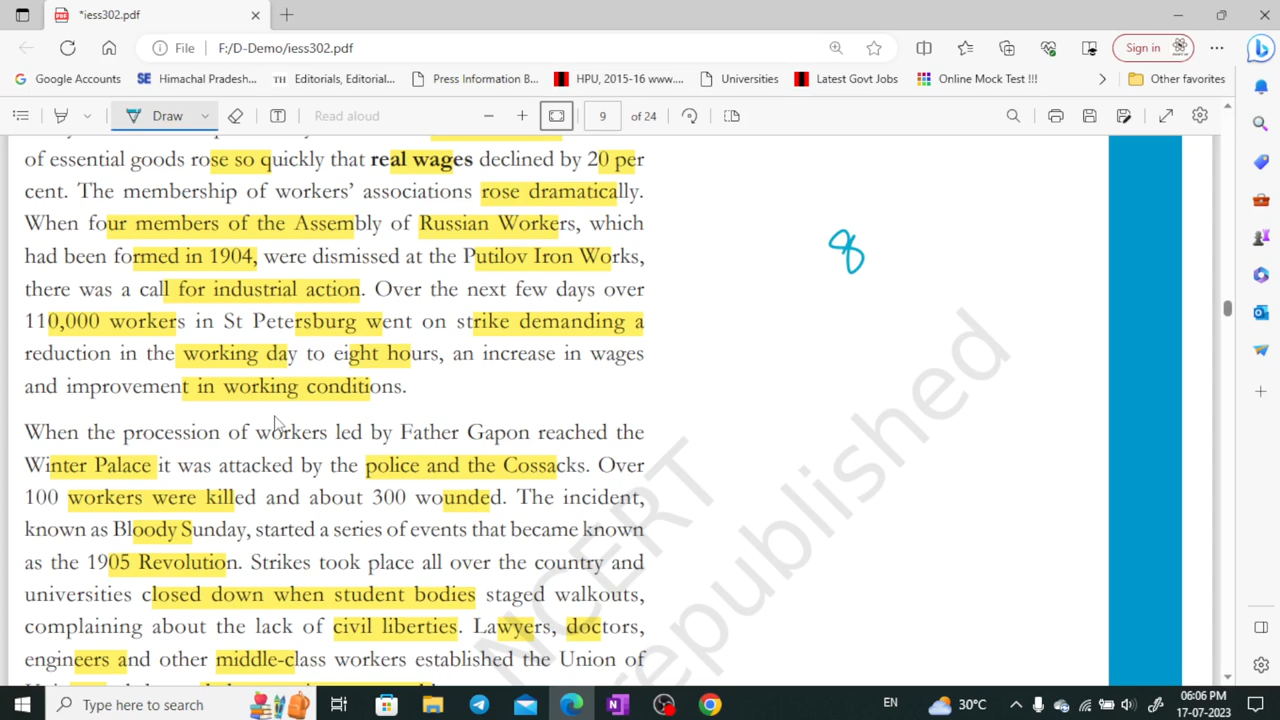 *iess302.pdf
File F:/D-Demo/iess302.pdf Sign in
Google Accounts SE Himachal Pradesh... TH Editorials, Editorial... Press Information B... HPU, 2015-16 www.... Universities Latest Govt Jobs Online Mock Test !!! Other favorites
Draw Read aloud 9 of 24
of essential goods rose so quickly that real wages declined by 20 per
cent. The membership of workers' associations rose dramatically.
When four members of the Assembly of Russian Workers, which
had been formed in 1904, were dismissed at the Putilov Iron Works,
there was a call for industrial action. Over the next few days over
110,000 workers in St Petersburg went on strike demanding a
reduction in the working day to eight hours, an increase in wages
and improvement in working conditions.
8
When the procession of workers led by Father Gapon reached the
Winter Palace it was attacked by the police and the Cossacks. Over
100 workers were killed and about 300 wounded. The incident,
known as Bloody Sunday, started a series of events that became known
as the 1905 Revolution. Strikes took place all over the country and
universities closed down when student bodies staged walkouts,
complaining about the lack of civil liberties. Lawyers, doctors,
engineers and other middle-class workers established the Union of
NCERT
republished
Type here to search 30°C EN 06:06 PM
17-07-2023